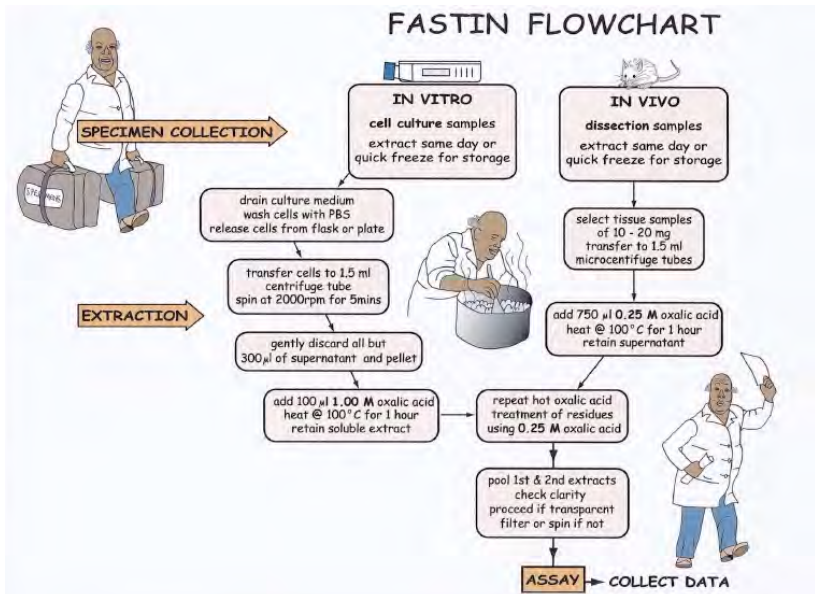 FASTIN FLOWCHART
SPECIMEN COLLECTION
IN VITRO
cell culture samples
extract same day or
quick freeze for storage
IN VIVO
dissection samples
extract same day or
quick freeze for storage
drain culture medium
wash cells with PBS
release cells from flask or plate
select tissue samples
of 10 - 20 mg
transfer to 1.5 ml
microcentifuge tubes
EXTRACTION
transfer cells to 1.5 ml
centrifuge tube
spin at 2000rpm for 5mins
add 750 µl 0.25 M oxalic acid
heat @ 100°C for 1 hour
retain supernatant
gently discard all but
300µl of supernatant and pellet
add 100µl 1.00 M oxalic acid
heat @ 100°C for 1 hour
retain soluble extract
repeat hot oxalic acid
treatment of residues
using 0.25 M oxalic acid
pool 1st & 2nd extracts
check clarity
proceed if transparent
filter or spin if not
ASSAY
COLLECT DATA